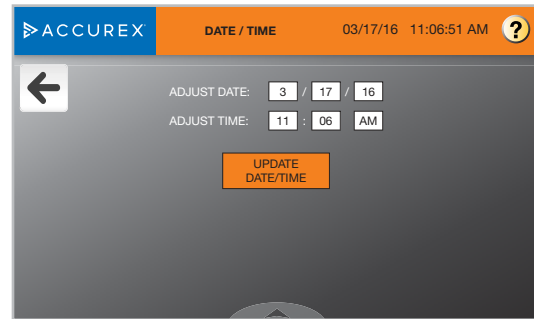 ACCUREX DATE / TIME 03/17/16 11:06:51 AM ?
ADJUST DATE: 3 / 17 / 16
ADJUST TIME: 11 : 06 AM
UPDATE
DATE/TIME